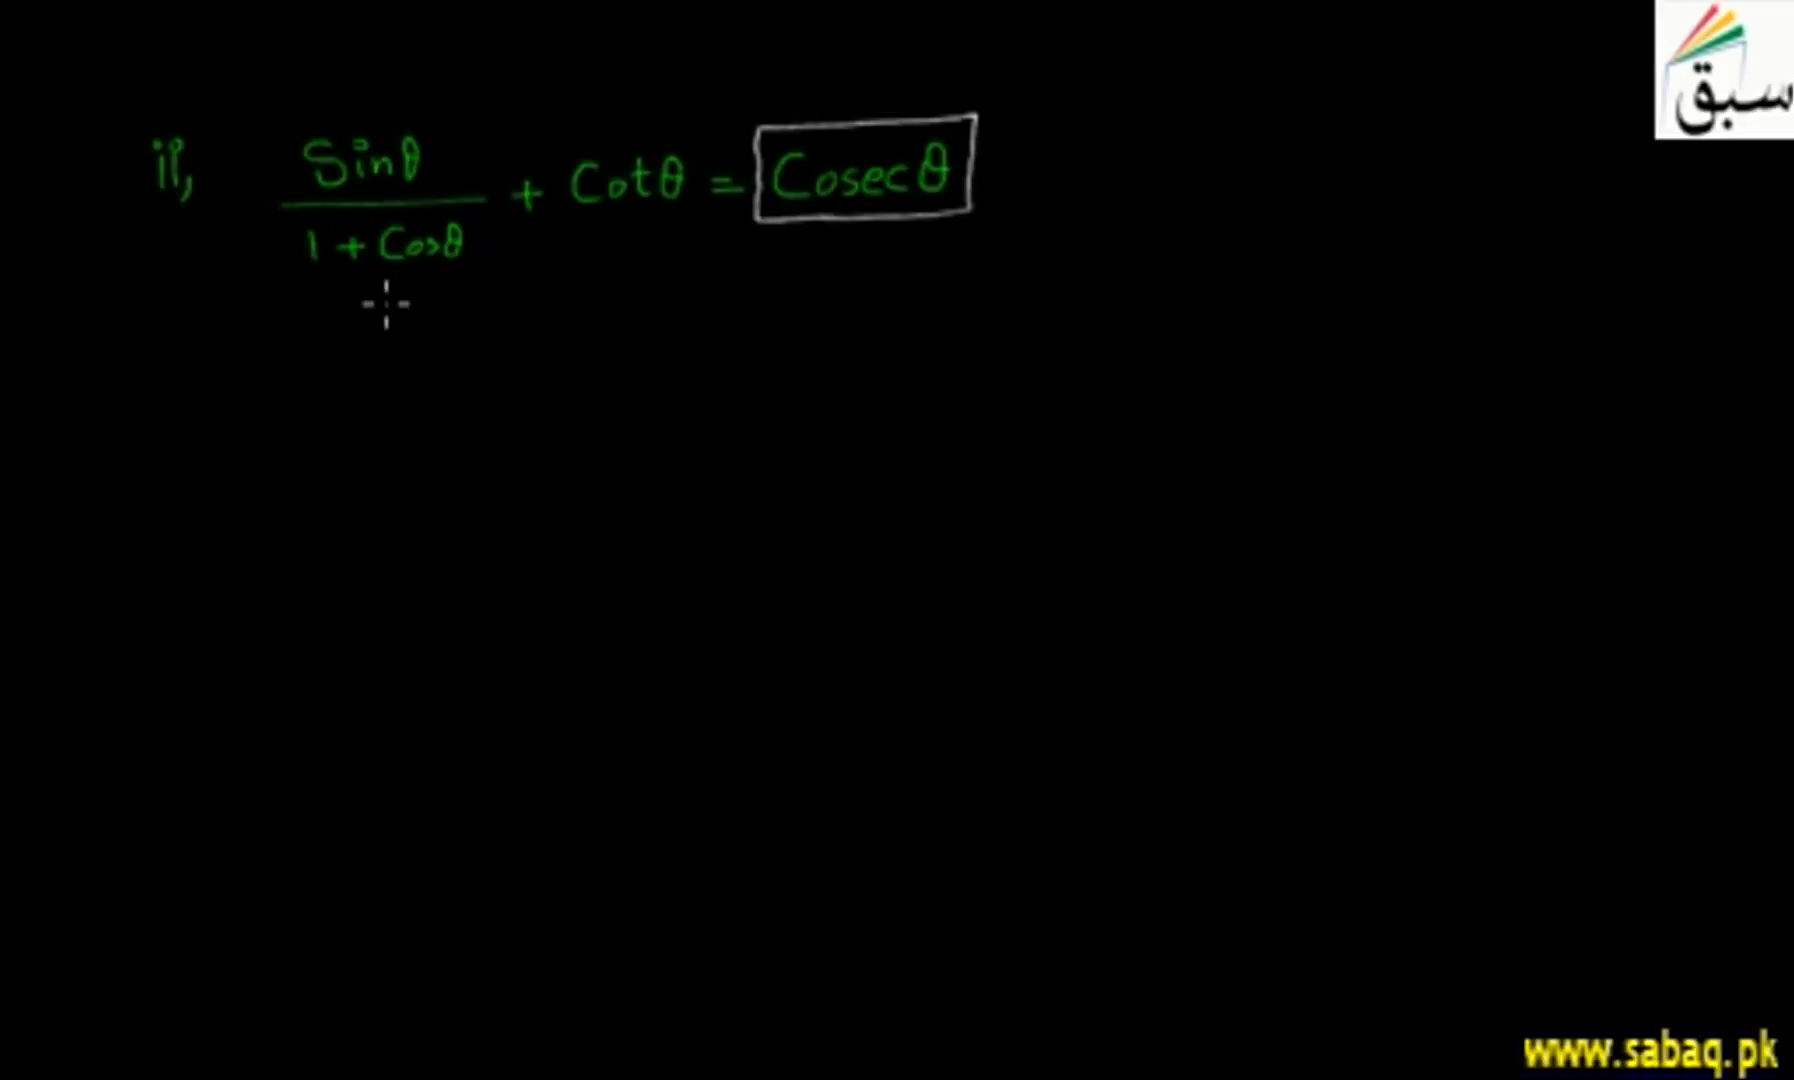 سبق
ii, Sinθ / 1 + Cosθ + Cotθ = Cosecθ
www.sabaq.pk